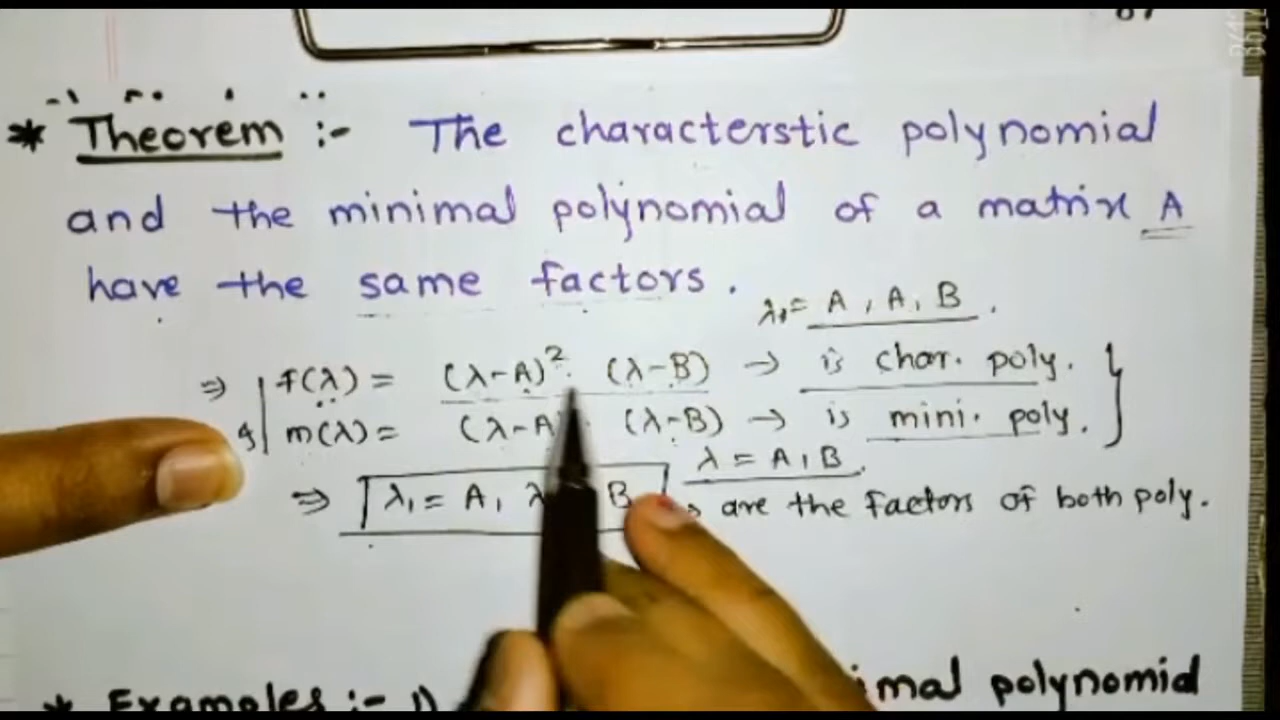 * Theorem :- The characterstic polynomial
and the minimal polynomial of a matrix A
have the same factors.
λ₁= A, A, B.
⇒ f(λ) = (λ-A)² (λ-B) → is char. poly.
& m(λ) = (λ-A) (λ-B) → is mini. poly.
λ = A, B.
⇒ λ₁ = A, λ B are the factors of both poly.
* Examples :- 1) polynomial